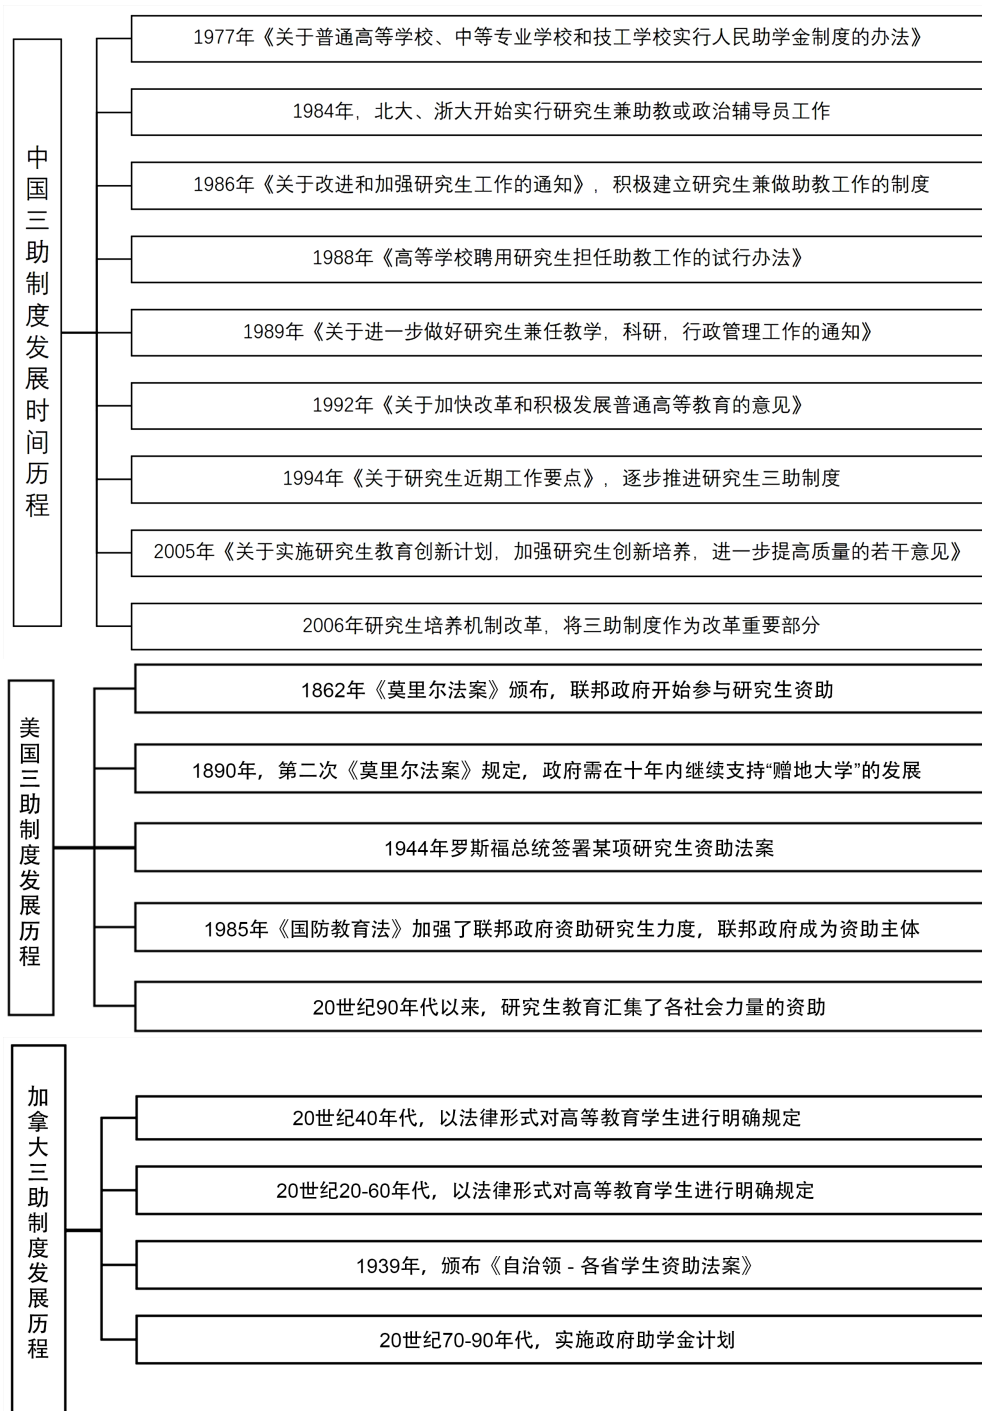 中国三助制度发展时间历程
1977年《关于普通高等学校、中等专业学校和技工学校实行人民助学金制度的办法》
1984年，北大、浙大开始实行研究生兼助教或政治辅导员工作
1986年《关于改进和加强研究生工作的通知》，积极建立研究生兼做助教工作的制度
1988年《高等学校聘用研究生担任助教工作的试行办法》
1989年《关于进一步做好研究生兼任教学，科研，行政管理工作的通知》
1992年《关于加快改革和积极发展普通高等教育的意见》
1994年《关于研究生近期工作要点》，逐步推进研究生三助制度
2005年《关于实施研究生教育创新计划，加强研究生创新培养，进一步提高质量的若干意见》
2006年研究生培养机制改革，将三助制度作为改革重要部分
美国三助制度发展历程
1862年《莫里尔法案》颁布，联邦政府开始参与研究生资助
1890年，第二次《莫里尔法案》规定，政府需在十年内继续支持“赠地大学”的发展
1944年罗斯福总统签署某项研究生资助法案
1985年《国防教育法》加强了联邦政府资助研究生力度，联邦政府成为资助主体
20世纪90年代以来，研究生教育汇集了各社会力量的资助
加拿大三助制度发展历程
20世纪40年代，以法律形式对高等教育学生进行明确规定
20世纪20-60年代，以法律形式对高等教育学生进行明确规定
1939年，颁布《自治领 - 各省学生资助法案》
20世纪70-90年代，实施政府助学金计划